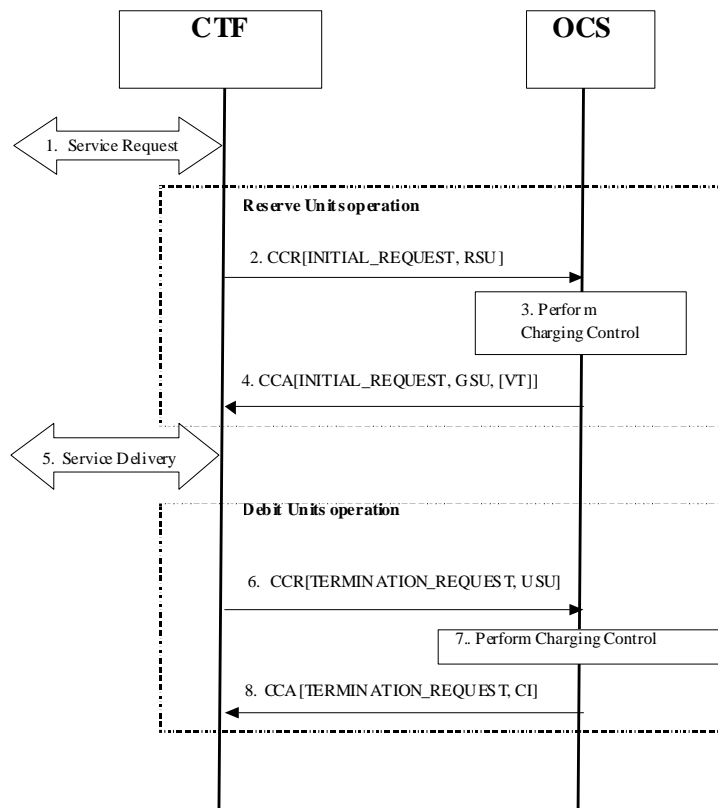 CTF
OCS
1. Service Request
Reserve Units operation
2. CCR[INITIAL_REQUEST, RSU]
3. Perform
Charging Control
4. CCA[INITIAL_REQUEST, GSU, [VT]]
5. Service Delivery
Debit Units operation
6. CCR[TERMINATION_REQUEST, USU]
7.. Perform Charging Control
8. CCA[TERMINATION_REQUEST, CI]